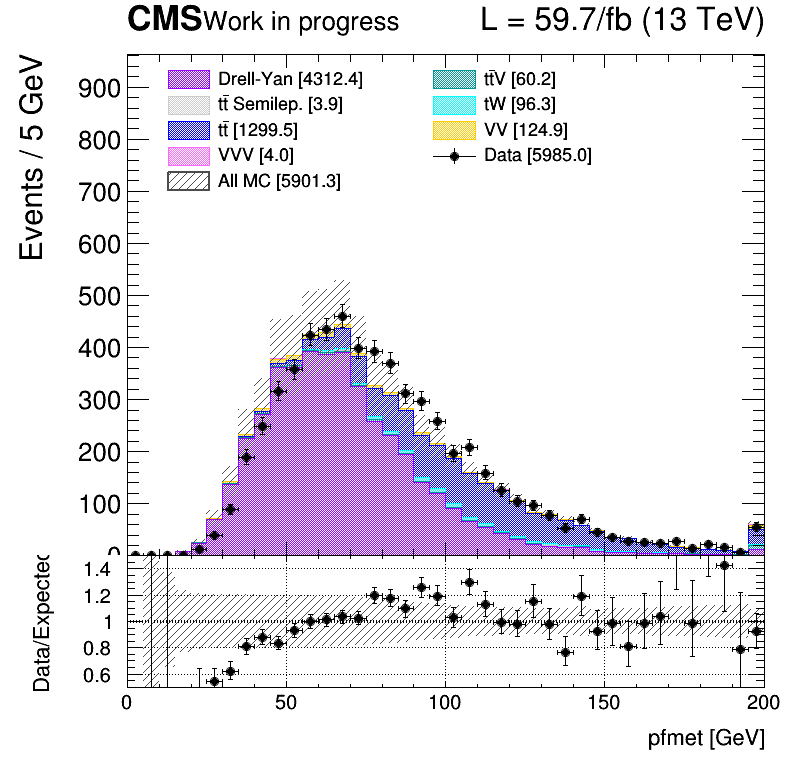 CMS Work in progress L = 59.7/fb (13 TeV)
Events / 5 GeV
900
800
700
600
500
400
300
200
100
0
Drell-Yan [4312.4]
tt̄ Semilep. [3.9]
tt̄ [1299.5]
VVV [4.0]
All MC [5901.3]
tt̄V [60.2]
tW [96.3]
VV [124.9]
Data [5985.0]
Data/Expected
1.4
1.2
1
0.8
0.6
0 50 100 150 200
pfmet [GeV]